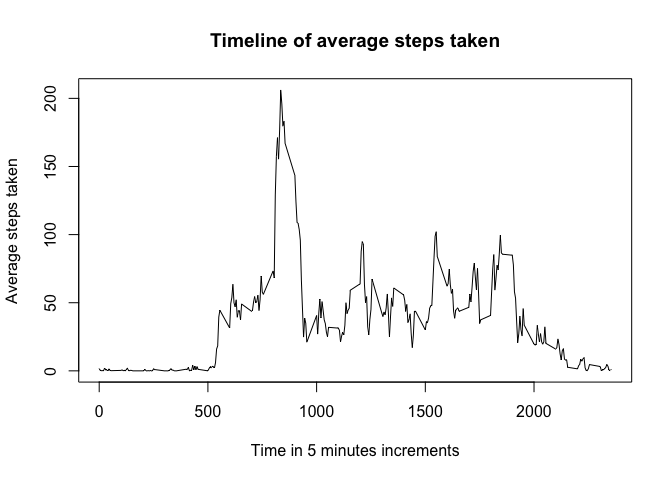 Timeline of average steps taken
Average steps taken
200
150
100
50
0
0 500 1000 1500 2000
Time in 5 minutes increments